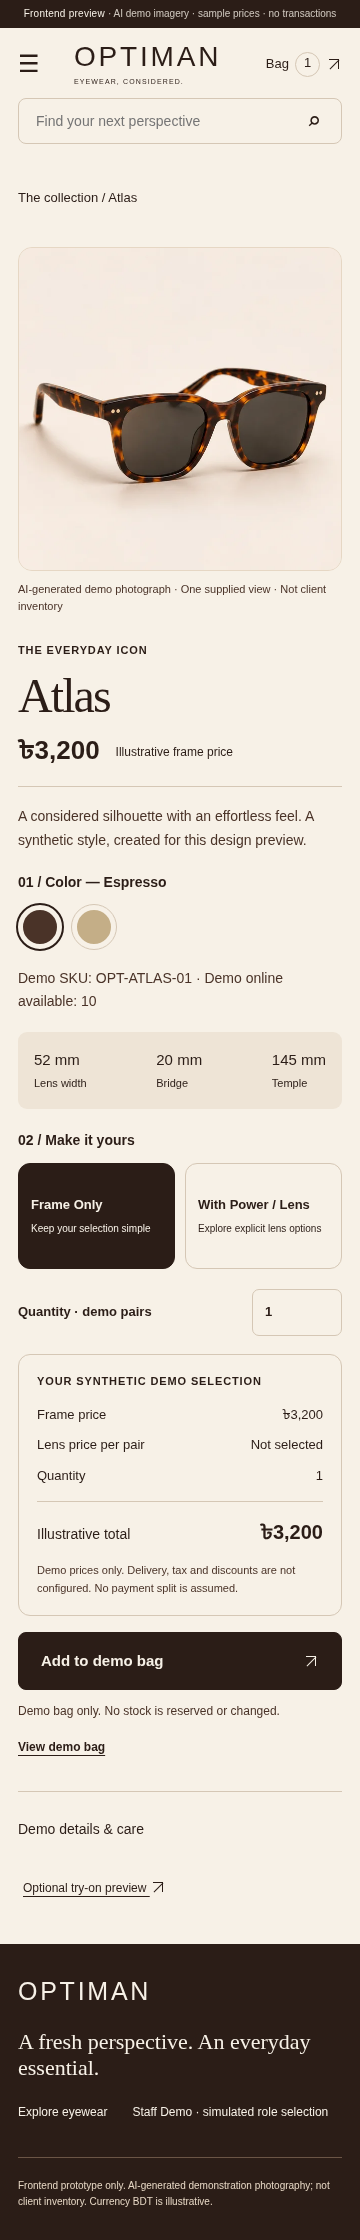 Frontend preview · AI demo imagery · sample prices · no transactions
OPTIMAN
EYEWEAR, CONSIDERED.
Bag 1
Find your next perspective
The collection / Atlas
AI-generated demo photograph · One supplied view · Not client
inventory
THE EVERYDAY ICON
Atlas
৳3,200 Illustrative frame price
A considered silhouette with an effortless feel. A
synthetic style, created for this design preview.
01 / Color — Espresso
Demo SKU: OPT-ATLAS-01 · Demo online
available: 10
52 mm 20 mm 145 mm
Lens width Bridge Temple
02 / Make it yours
Frame Only With Power / Lens
Keep your selection simple Explore explicit lens options
Quantity · demo pairs 1
YOUR SYNTHETIC DEMO SELECTION
Frame price ৳3,200
Lens price per pair Not selected
Quantity 1
Illustrative total ৳3,200
Demo prices only. Delivery, tax and discounts are not
configured. No payment split is assumed.
Add to demo bag
Demo bag only. No stock is reserved or changed.
View demo bag
Demo details & care
Optional try-on preview
OPTIMAN
A fresh perspective. An everyday
essential.
Explore eyewear Staff Demo · simulated role selection
Frontend prototype only. AI-generated demonstration photography; not
client inventory. Currency BDT is illustrative.